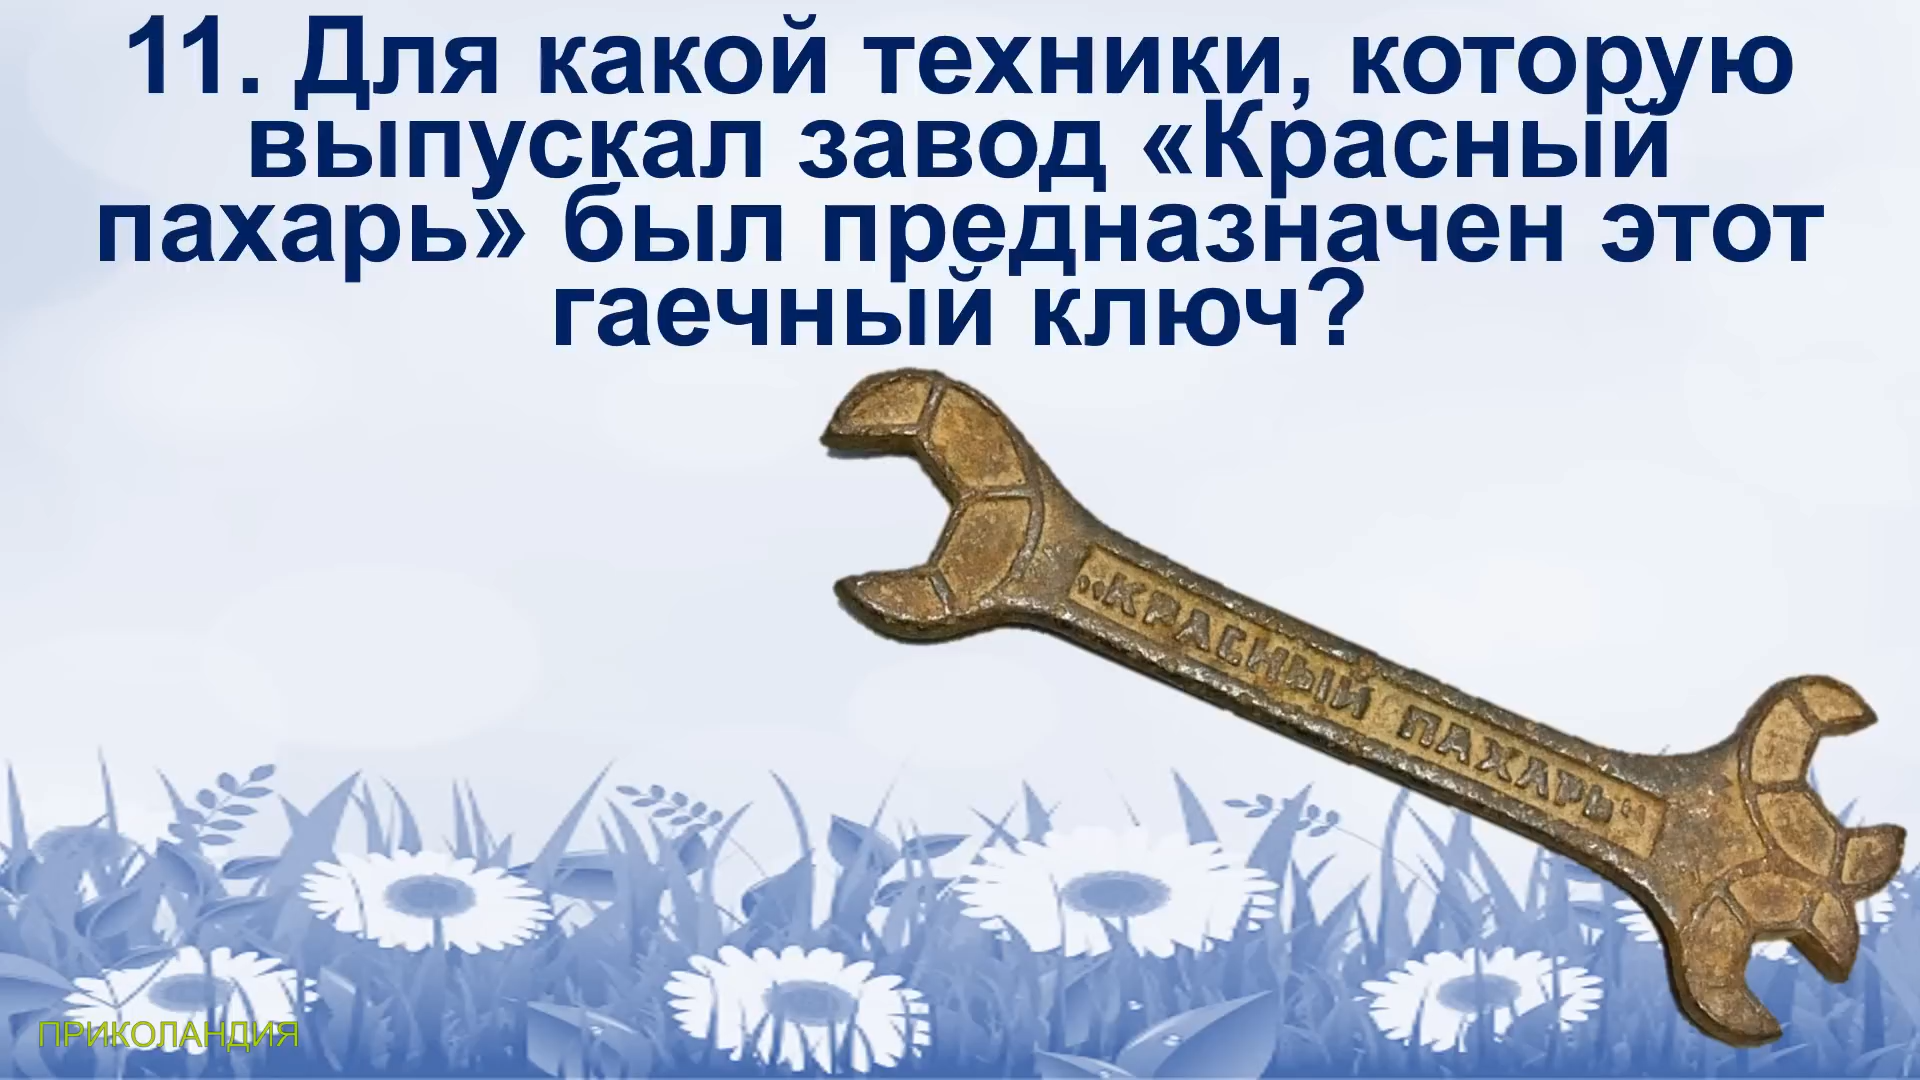 11. Для какой техники, которую
выпускал завод «Красный
пахарь» был предназначен этот
гаечный ключ?
„КРАСНЫЙ ПАХАРЬ“
ПРИКОЛАНДИЯ